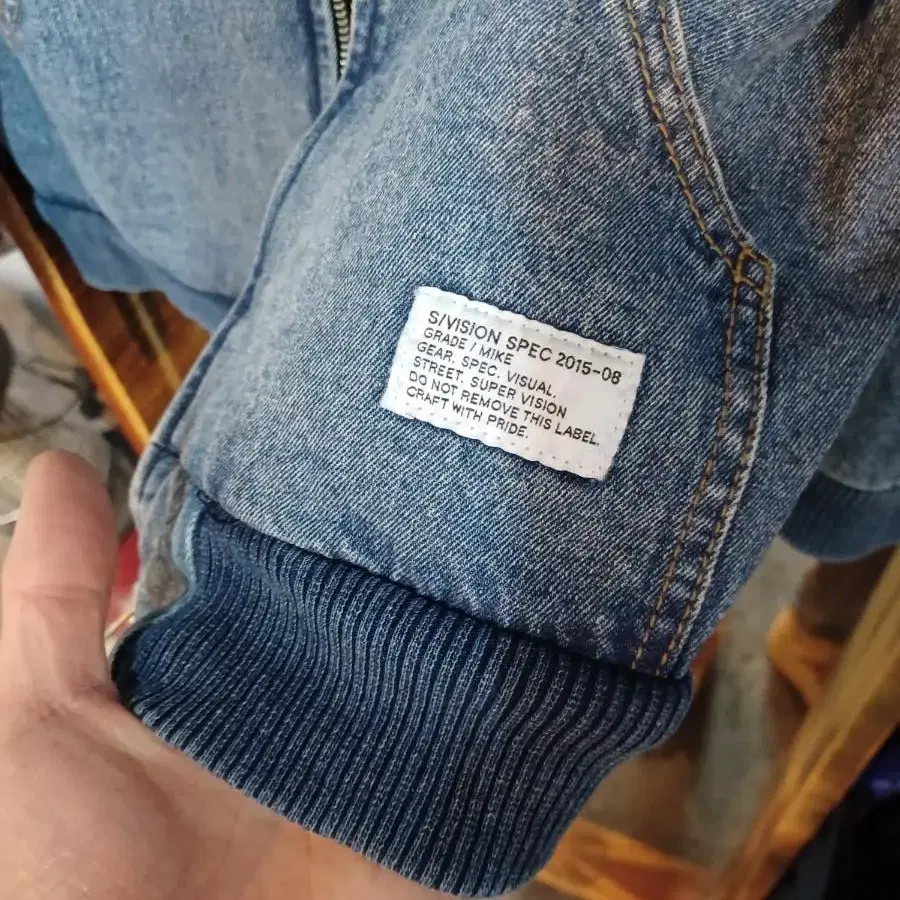 S/VISION SPEC 2015-08
GRADE / MIKE
GEAR. SPEC. VISUAL.
STREET. SUPER VISION
DO NOT REMOVE THIS LABEL.
CRAFT WITH PRIDE.